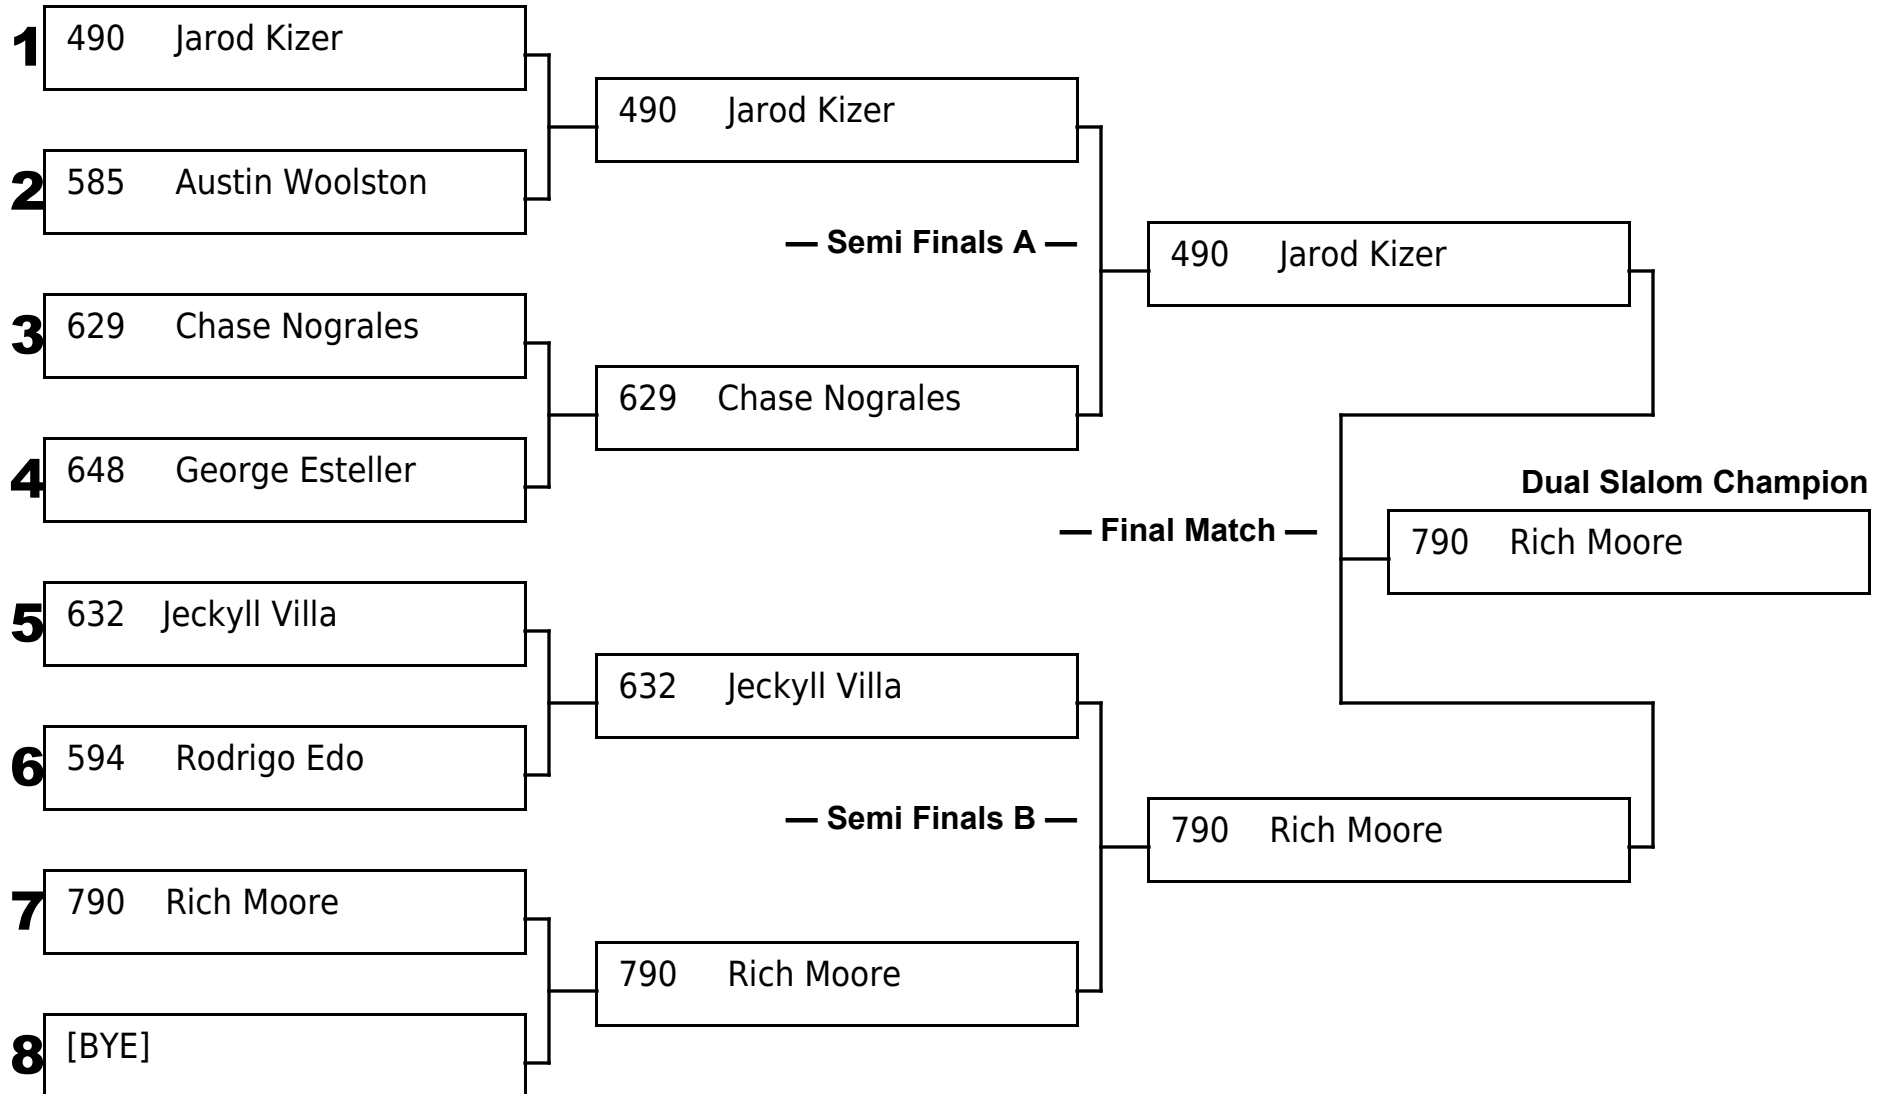 1 490 Jarod Kizer
490 Jarod Kizer
2 585 Austin Woolston
— Semi Finals A —
490 Jarod Kizer
3 629 Chase Nograles
629 Chase Nograles
4 648 George Esteller
Dual Slalom Champion
— Final Match —
790 Rich Moore
5 632 Jeckyll Villa
632 Jeckyll Villa
6 594 Rodrigo Edo
— Semi Finals B —
790 Rich Moore
7 790 Rich Moore
790 Rich Moore
8 [BYE]